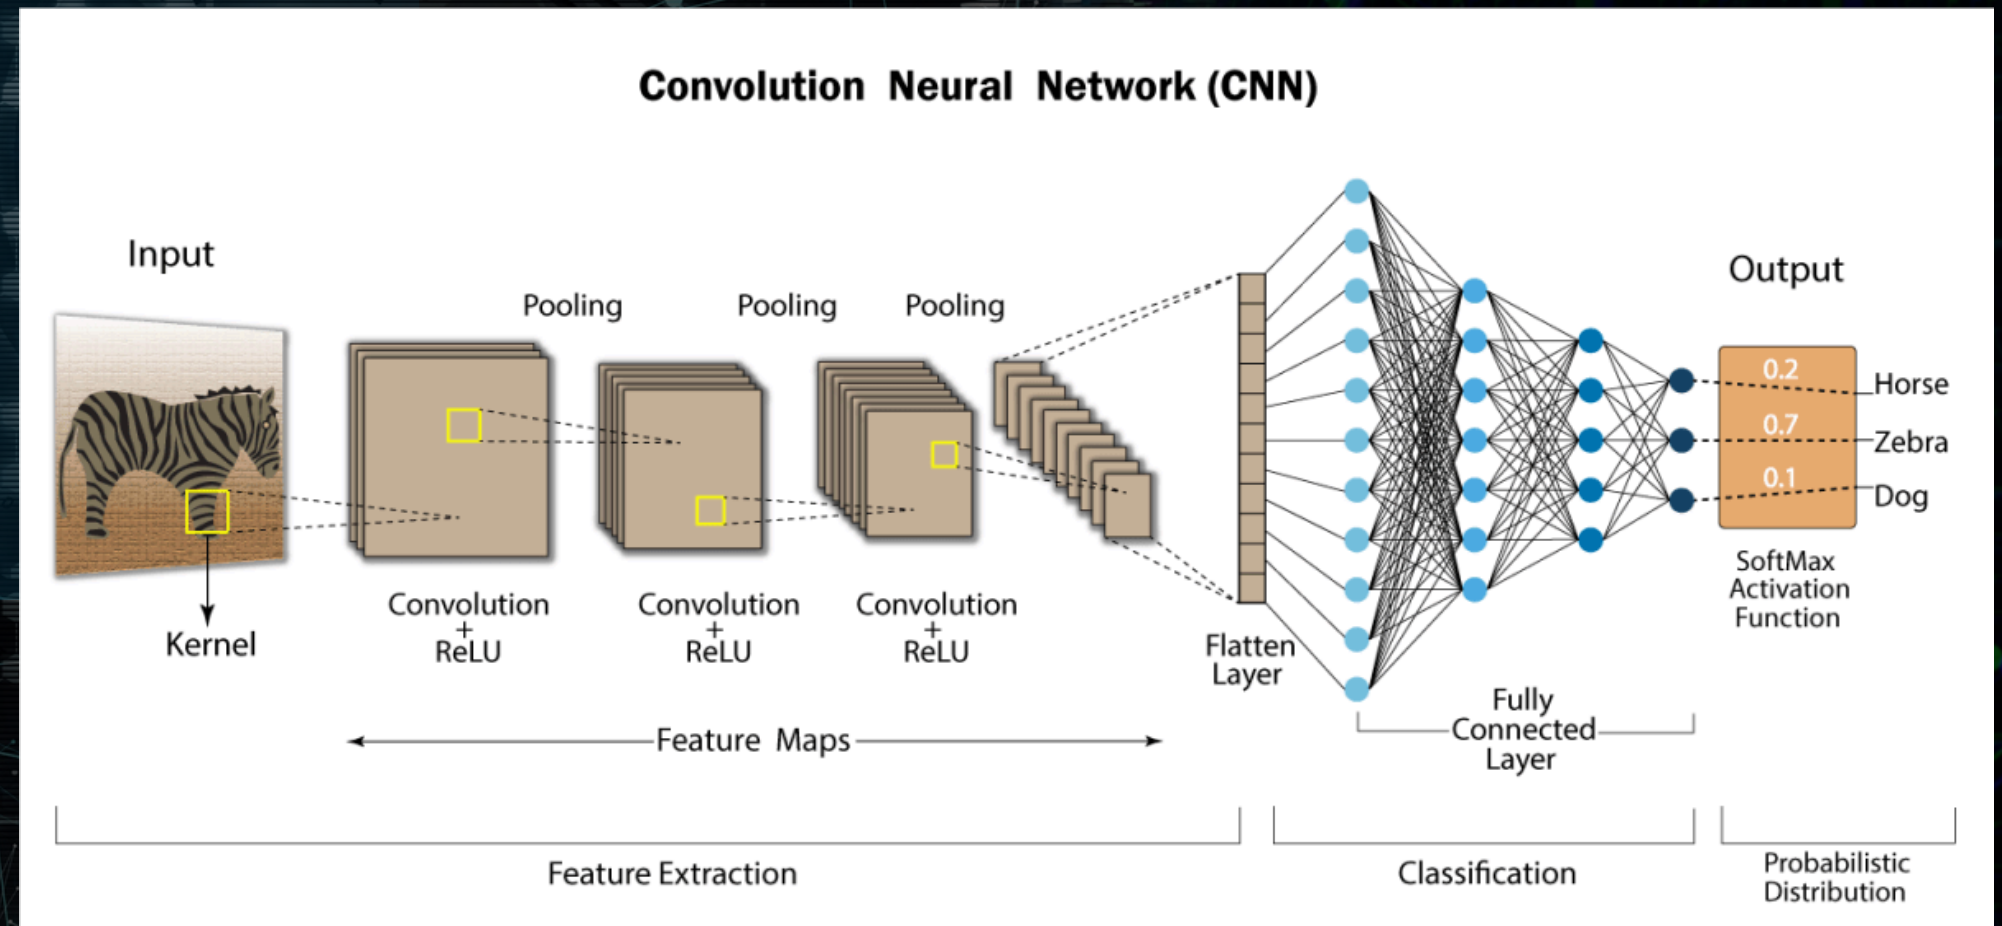 Convolution Neural Network (CNN)
Input
Kernel
Pooling
Pooling
Pooling
Convolution
+
ReLU
Convolution
+
ReLU
Convolution
+
ReLU
Feature Maps
Flatten
Layer
Fully
Connected
Layer
Output
0.2
Horse
0.7
Zebra
0.1
Dog
SoftMax
Activation
Function
Feature Extraction
Classification
Probabilistic
Distribution